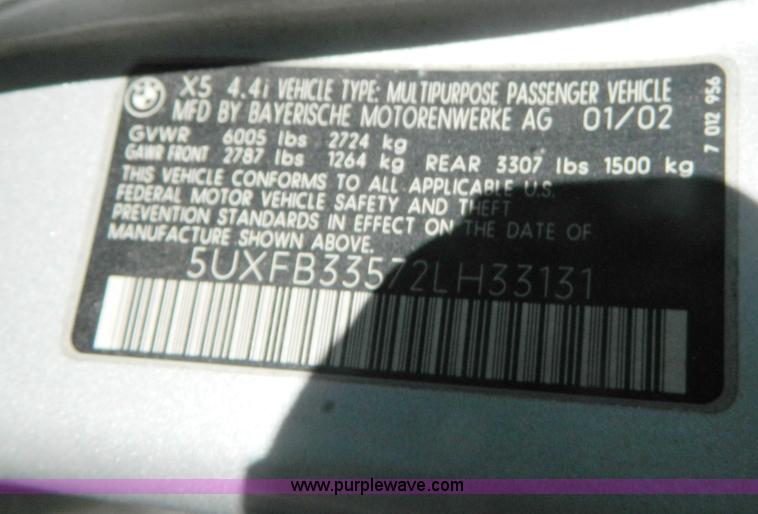 X5 4.4i VEHICLE TYPE: MULTIPURPOSE PASSENGER VEHICLE
MFD BY BAYERISCHE MOTORENWERKE AG 01/02
GVWR 6005 lbs 2724 kg
GAWR FRONT 2787 lbs 1264 kg REAR 3307 lbs 1500 kg
THIS VEHICLE CONFORMS TO ALL APPLICABLE U.S.
FEDERAL MOTOR VEHICLE SAFETY AND THEFT
PREVENTION STANDARDS IN EFFECT ON THE DATE OF
MANUFACTURE SHOWN ABOVE.
5UXFB33572LH33131
7 012 956
www.purplewave.com